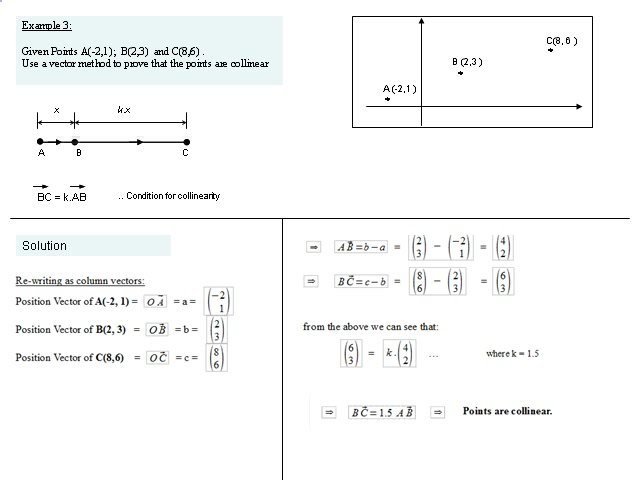 Example 3:
Given Points A(-2,1); B(2,3) and C(8,6).
Use a vector method to prove that the points are collinear
A (-2,1 )
B (2,3 )
C(8, 6 )
x kx
A B C
BC = k.AB .. Condition for collinearity
Solution
Re-writing as column vectors:
Position Vector of A(-2, 1) = OA = a = (-2 1)
Position Vector of B(2, 3) = OB = b = (2 3)
Position Vector of C(8,6) = OC = c = (8 6)
⇒ AB = b - a = (2 3) - (-2 1) = (4 2)
⇒ BC = c - b = (8 6) - (2 3) = (6 3)
from the above we can see that:
(6 3) = k.(4 2) ... where k = 1.5
⇒ BC = 1.5 AB ⇒ Points are collinear.